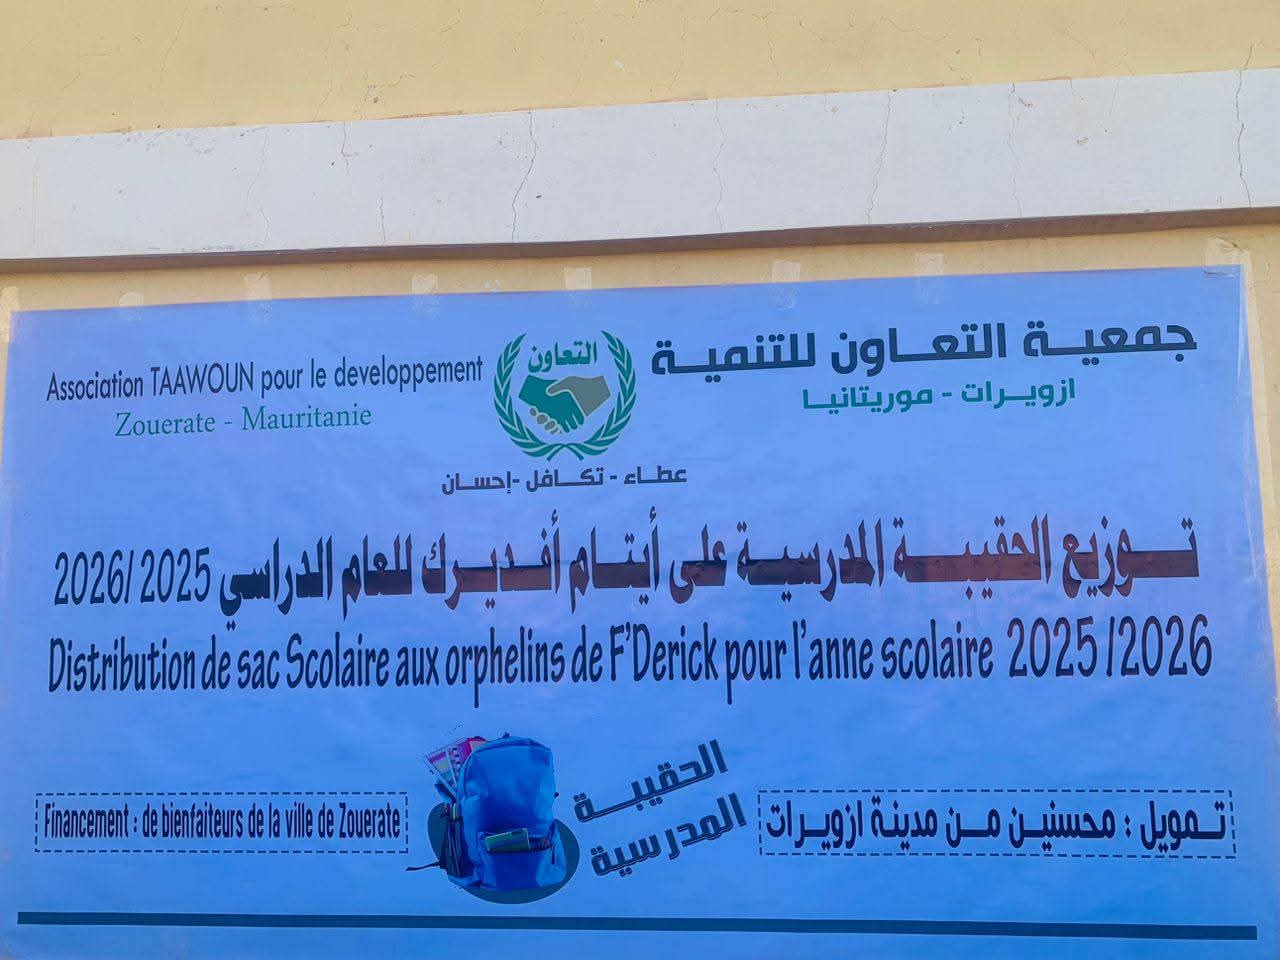 جمعية التعاون للتنمية
ازويرات - موريتانيا
Association TAAWOUN pour le developpement
Zouerate - Mauritanie
التعاون
عطاء - تكافل -إحسان
توزيع الحقيبة المدرسية على أيتام أفديرك للعام الدراسي 2025 /2026
Distribution de sac Scolaire aux orphelins de F'Derick pour l'anne scolaire 2025 /2026
الحقيبة
المدرسية
تمويل : محسنين من مدينة ازويرات
Financement : de bienfaiteurs de la ville de Zouerate